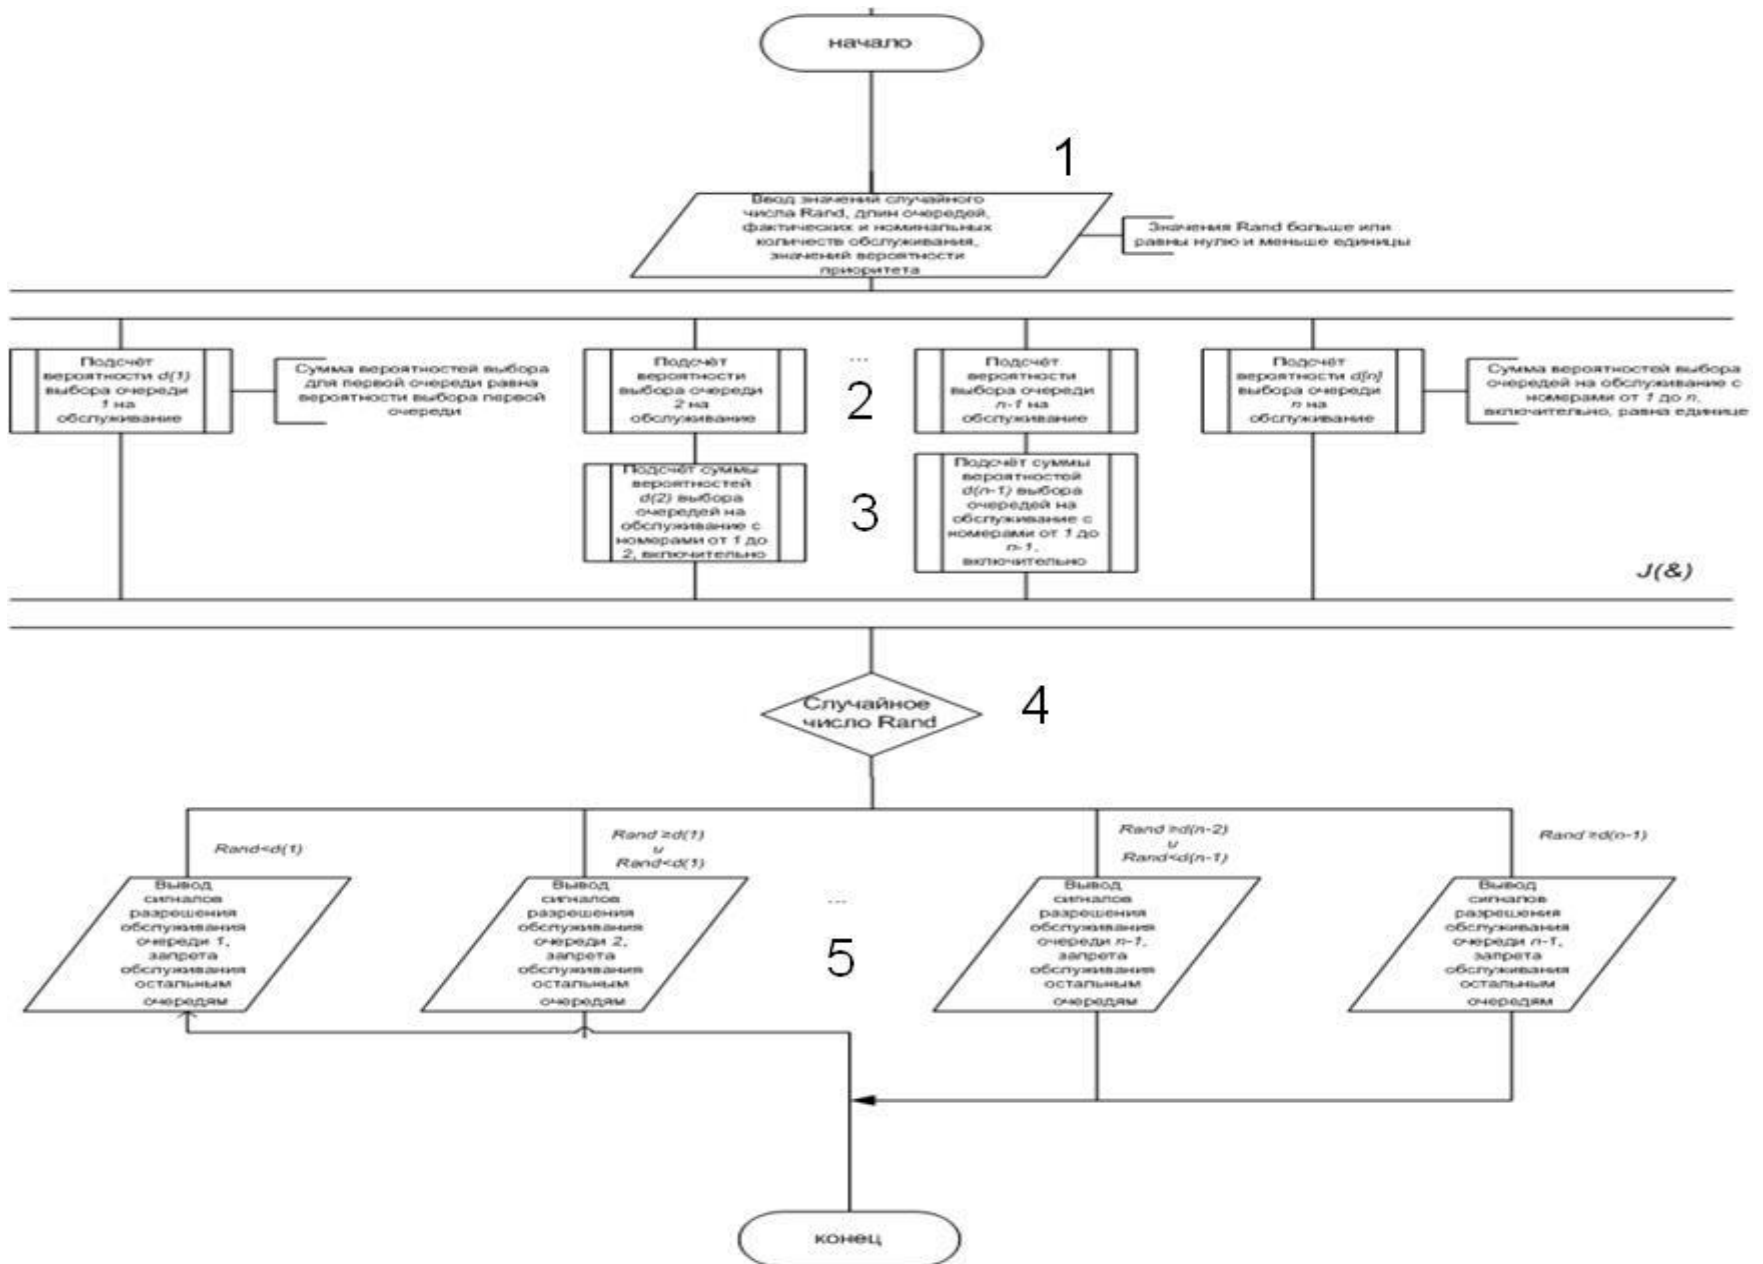 начало
1
Ввод значений случайного
числа Rand, длин очередей,
фактических и номинальных
количеств обслуживания,
значений вероятности
приоритета
Значения Rand больше или
равны нулю и меньше единицы
Подсчёт
вероятности d(1)
выбора очереди
1 на
обслуживание
Сумма вероятностей выбора
для первой очереди равна
вероятности выбора первой
очереди
Подсчёт
вероятности
выбора очереди
2 на
обслуживание
...
2
Подсчёт
вероятности
выбора очереди
n-1 на
обслуживание
Подсчёт
вероятности d[n]
выбора очереди
n на
обслуживание
Сумма вероятностей выбора
очередей на обслуживание с
номерами от 1 до n,
включительно, равна единице
Подсчёт суммы
вероятностей
d(2) выбора
очередей на
обслуживание с
номерами от 1 до
2, включительно
3
Подсчёт суммы
вероятностей
d(n-1) выбора
очередей на
обслуживание с
номерами от 1 до
n-1,
включительно
J(&)
Случайное
число Rand
4
Rand<d(1)
Rand ≥d(1)
и
Rand<d(1)
Rand ≥d(n-2)
и
Rand<d(n-1)
Rand ≥d(n-1)
Вывод
сигналов
разрешения
обслуживания
очереди 1,
запрета
обслуживания
остальным
очередям
Вывод
сигналов
разрешения
обслуживания
очереди 2,
запрета
обслуживания
остальным
очередям
...
5
Вывод
сигналов
разрешения
обслуживания
очереди n-1,
запрета
обслуживания
остальным
очередям
Вывод
сигналов
разрешения
обслуживания
очереди n-1,
запрета
обслуживания
остальным
очередям
конец